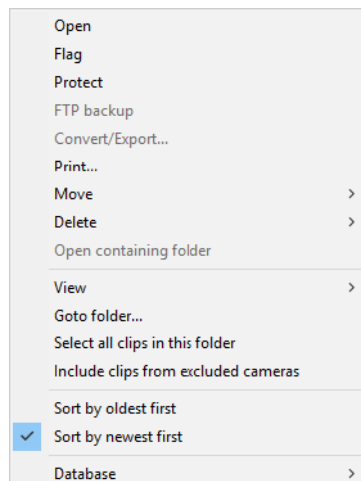 Open
Flag
Protect
FTP backup
Convert/Export...
Print...
Move
Delete
Open containing folder
View
Goto folder...
Select all clips in this folder
Include clips from excluded cameras
Sort by oldest first
Sort by newest first
Database